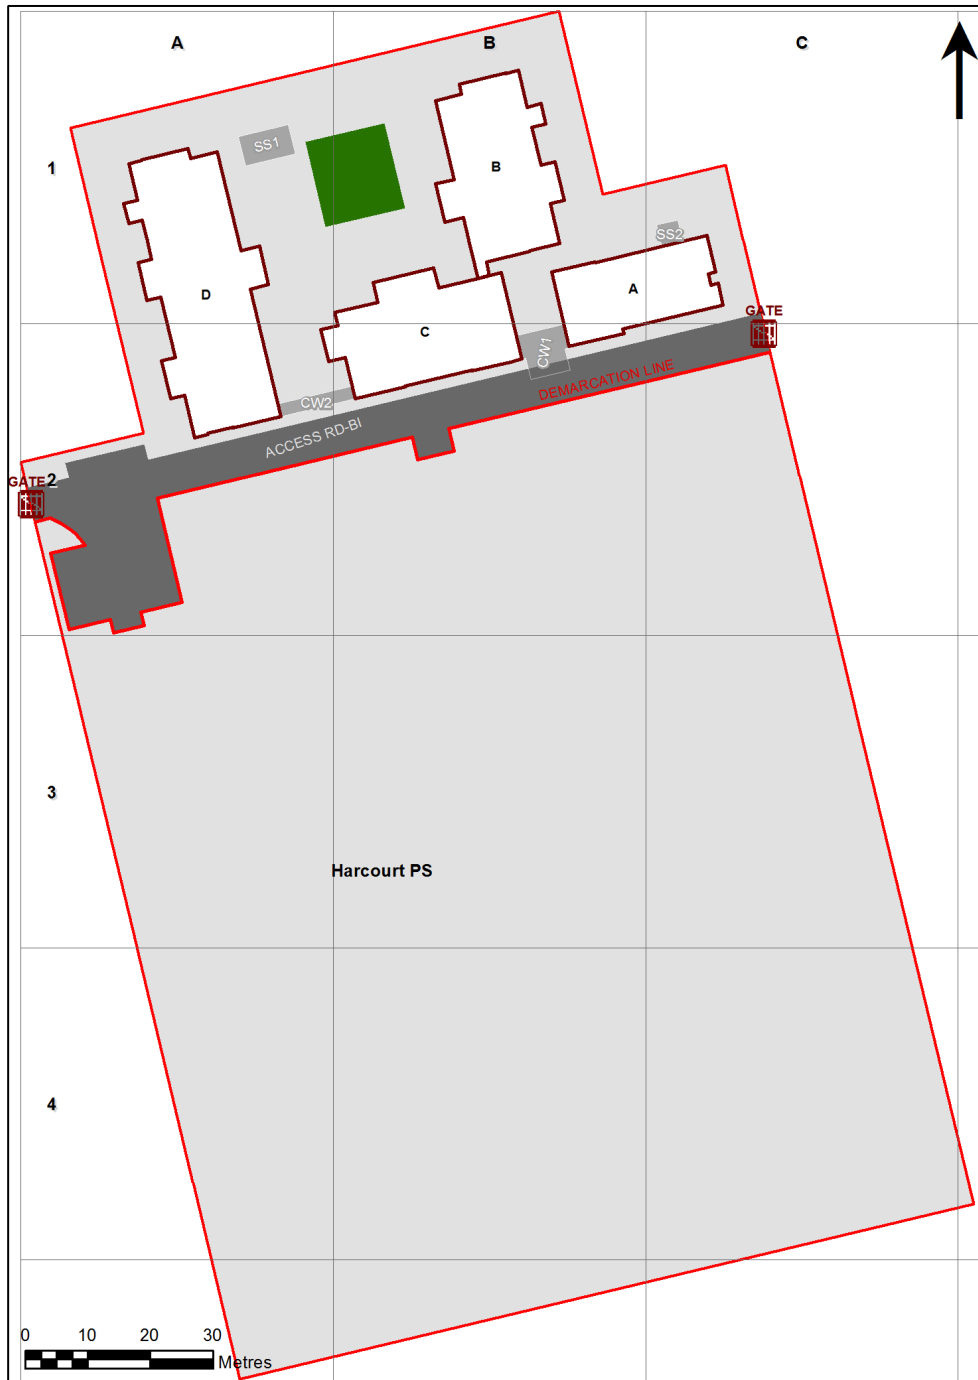 A
B
C
1
SS1
B
SS2
D
A
GATE
C
CW1
DEMARCATION LINE
CW2
ACCESS RD-BI
2
GATE
3
Harcourt PS
4
0 10 20 30
Metres